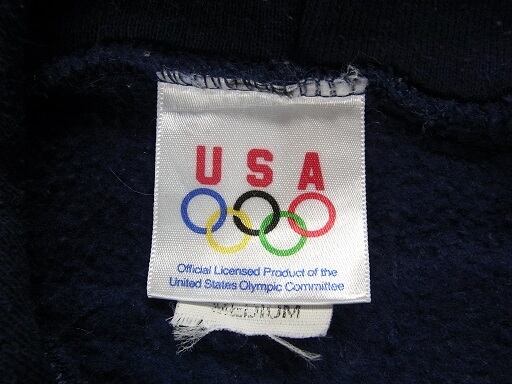 USA
Official Licensed Product of the
United States Olympic Committee
MEDIUM